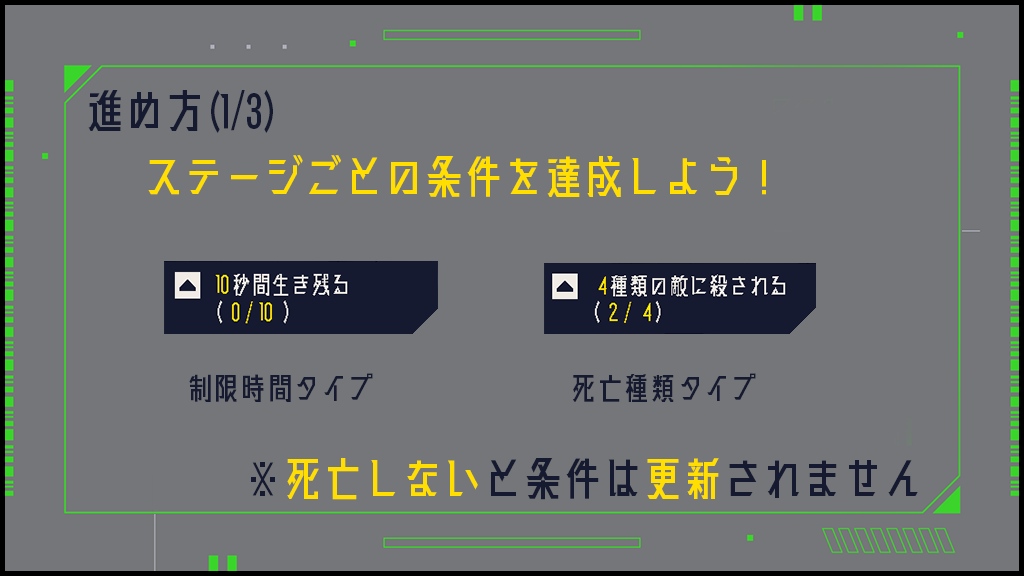 進め方(1/3)
ステージごとの条件を達成しよう！
10秒間生き残る
( 0/10 )
4種類の敵に殺される
( 2/ 4)
制限時間タイプ
死亡種類タイプ
※死亡しないと条件は更新されません